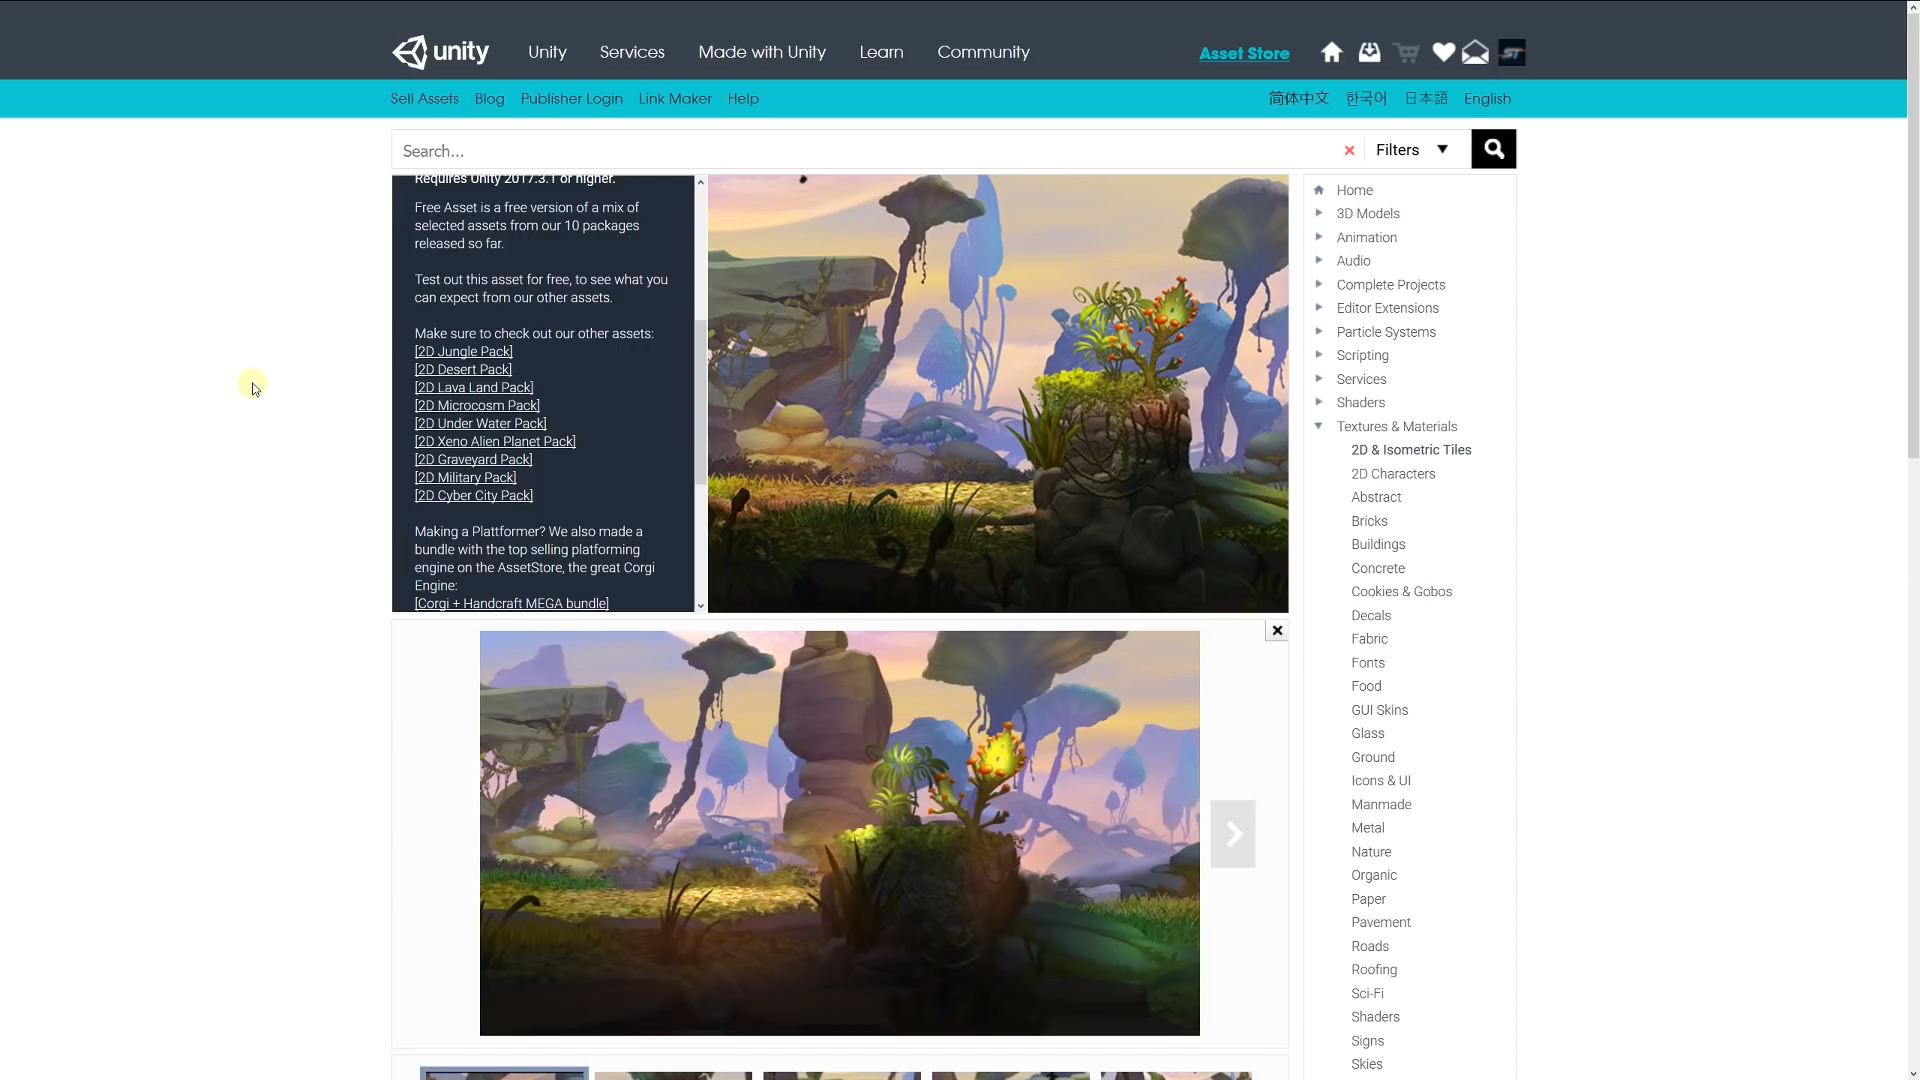 unity
Unity
Services
Made with Unity
Learn
Community
Asset Store
ST
Sell Assets
Blog
Publisher Login
Link Maker
Help
简体中文
한국어
日本語
English
Search...
Filters
Requires Unity 2017.3.1 or higher.
Free Asset is a free version of a mix of
selected assets from our 10 packages
released so far.
Test out this asset for free, to see what you
can expect from our other assets.
Make sure to check out our other assets:
[2D Jungle Pack]
[2D Desert Pack]
[2D Lava Land Pack]
[2D Microcosm Pack]
[2D Under Water Pack]
[2D Xeno Alien Planet Pack]
[2D Graveyard Pack]
[2D Military Pack]
[2D Cyber City Pack]
Making a Plattformer? We also made a
bundle with the top selling platforming
engine on the AssetStore, the great Corgi
Engine:
[Corgi + Handcraft MEGA bundle]
Home
3D Models
Animation
Audio
Complete Projects
Editor Extensions
Particle Systems
Scripting
Services
Shaders
Textures & Materials
2D & Isometric Tiles
2D Characters
Abstract
Bricks
Buildings
Concrete
Cookies & Gobos
Decals
Fabric
Fonts
Food
GUI Skins
Glass
Ground
Icons & UI
Manmade
Metal
Nature
Organic
Paper
Pavement
Roads
Roofing
Sci-Fi
Shaders
Signs
Skies